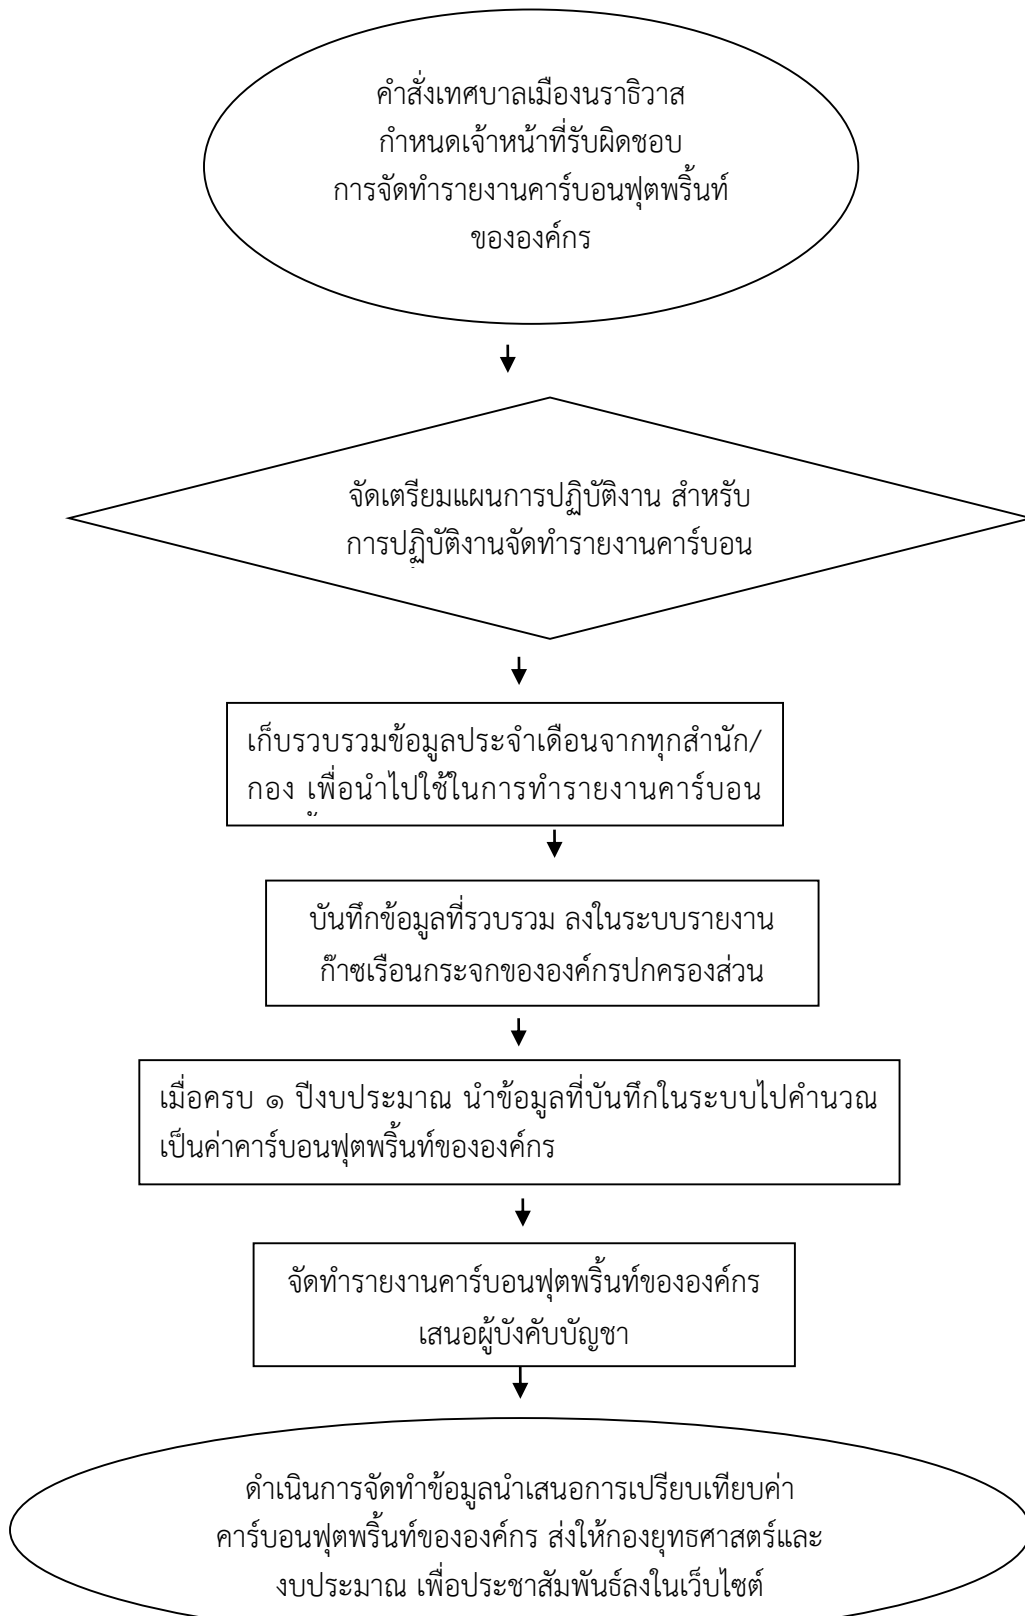 คำสั่งเทศบาลเมืองนราธิวาส
กำหนดเจ้าหน้าที่รับผิดชอบ
การจัดทำรายงานคาร์บอนฟุตพริ้นท์
ขององค์กร
จัดเตรียมแผนการปฏิบัติงาน สำหรับ
การปฏิบัติงานจัดทำรายงานคาร์บอน
เก็บรวบรวมข้อมูลประจำเดือนจากทุกสำนัก/
กอง เพื่อนำไปใช้ในการทำรายงานคาร์บอน
บันทึกข้อมูลที่รวบรวม ลงในระบบรายงาน
ก๊าซเรือนกระจกขององค์กรปกครองส่วน
เมื่อครบ ๑ ปีงบประมาณ นำข้อมูลที่บันทึกในระบบไปคำนวณ
เป็นค่าคาร์บอนฟุตพริ้นท์ขององค์กร
จัดทำรายงานคาร์บอนฟุตพริ้นท์ขององค์กร
เสนอผู้บังคับบัญชา
ดำเนินการจัดทำข้อมูลนำเสนอการเปรียบเทียบค่า
คาร์บอนฟุตพริ้นท์ขององค์กร ส่งให้กองยุทธศาสตร์และ
งบประมาณ เพื่อประชาสัมพันธ์ลงในเว็บไซต์